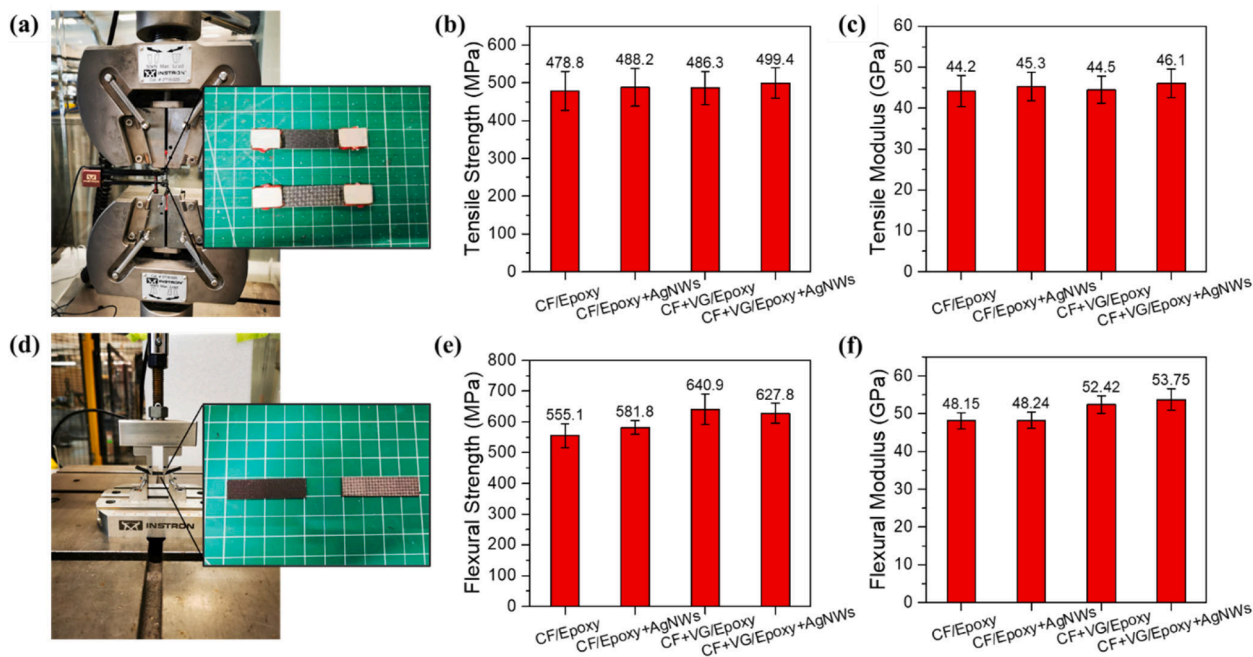 (a)
100% Max. Load
INSTRON
INSTRON
(b)
Tensile Strength (MPa)
600
500
400
300
200
100
0
478.8
488.2
486.3
499.4
CF/Epoxy
CF/Epoxy+AgNWs
CF+VG/Epoxy
CF+VG/Epoxy+AgNWs
(c)
Tensile Modulus (GPa)
60
50
40
30
20
10
0
44.2
45.3
44.5
46.1
CF/Epoxy
CF/Epoxy+AgNWs
CF+VG/Epoxy
CF+VG/Epoxy+AgNWs
(d)
INSTRON
(e)
Flexural Strength (MPa)
800
700
600
500
400
300
200
100
0
555.1
581.8
640.9
627.8
CF/Epoxy
CF/Epoxy+AgNWs
CF+VG/Epoxy
CF+VG/Epoxy+AgNWs
(f)
Flexural Modulus (GPa)
60
50
40
30
20
10
0
48.15
48.24
52.42
53.75
CF/Epoxy
CF/Epoxy+AgNWs
CF+VG/Epoxy
CF+VG/Epoxy+AgNWs